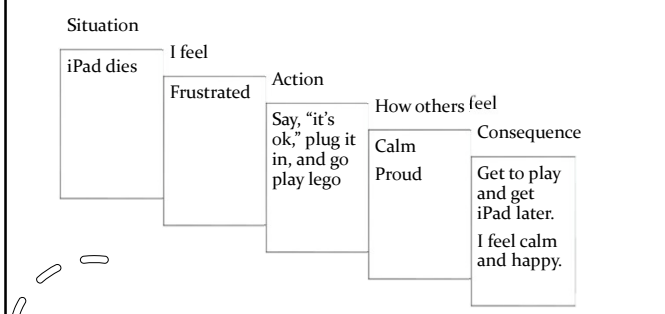 Situation
iPad dies
I feel
Frustrated
Action
Say, “it’s
ok,” plug it
in, and go
play lego
How others feel
Calm
Proud
Consequence
Get to play
and get
iPad later.
I feel calm
and happy.